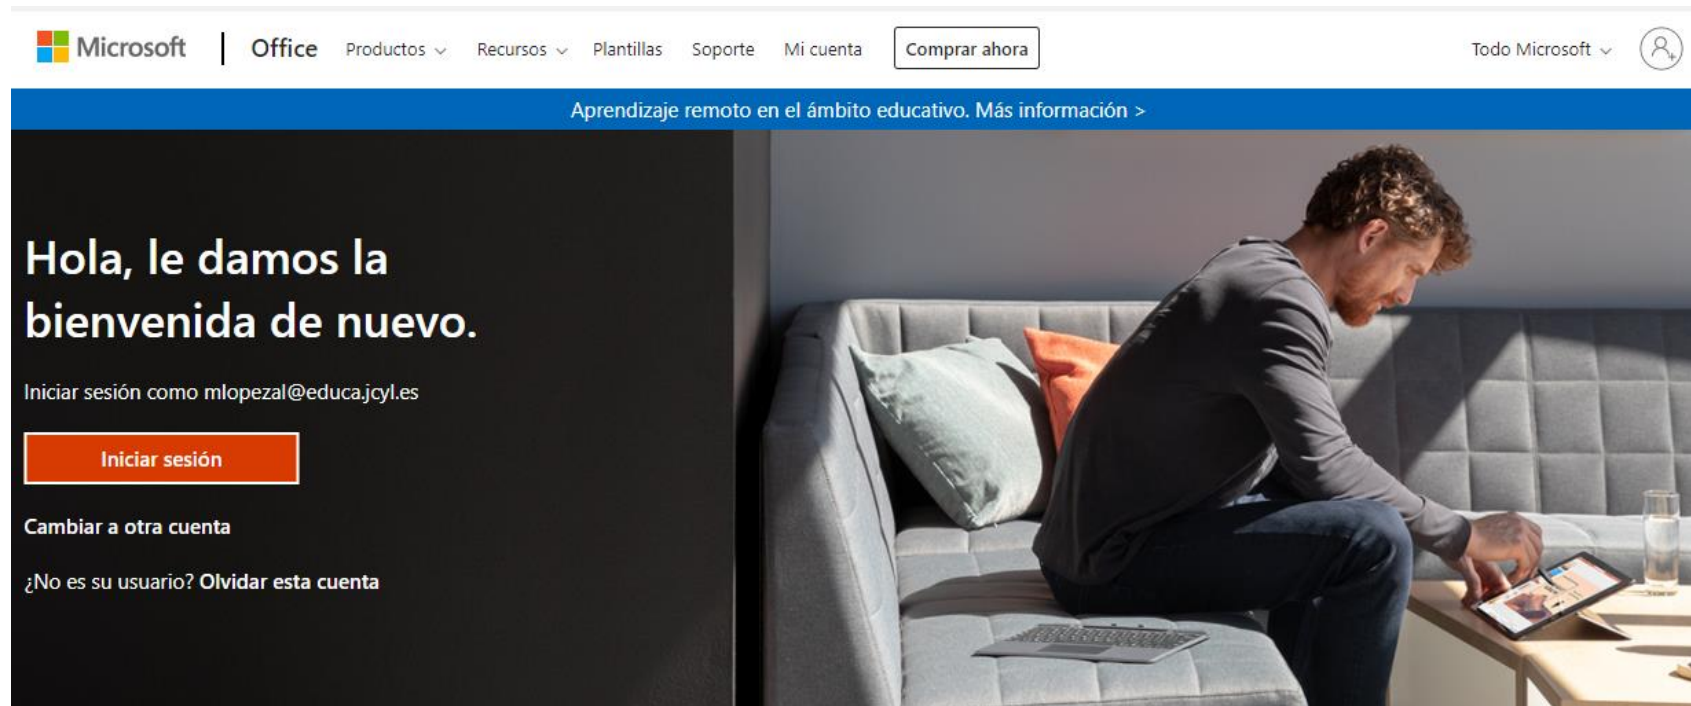 Microsoft Office Productos Recursos Plantillas Soporte Mi cuenta Comprar ahora Todo Microsoft
Aprendizaje remoto en el ámbito educativo. Más información >
Hola, le damos la
bienvenida de nuevo.
Iniciar sesión como mlopezal@educa.jcyl.es
Iniciar sesión
Cambiar a otra cuenta
¿No es su usuario? Olvidar esta cuenta